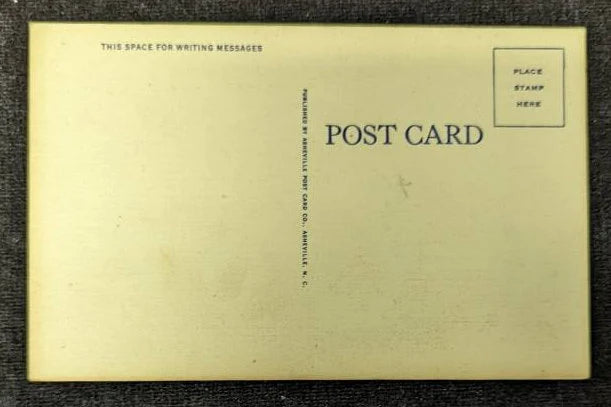 THIS SPACE FOR WRITING MESSAGES
PUBLISHED BY ASHEVILLE POST CARD CO., ASHEVILLE, N. C.
POST CARD
PLACE
STAMP
HERE